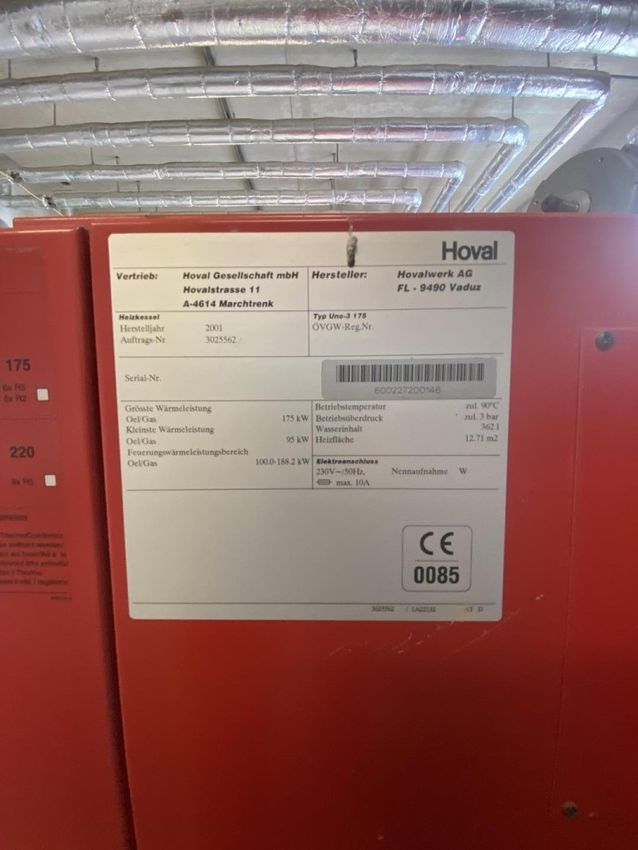 Hoval
Vertrieb: Hoval Gesellschaft mbH
Hovalstrasse 11
A-4614 Marchtrenk
Hersteller: Hovalwerk AG
FL - 9490 Vaduz
Heizkessel
Herstelljahr 2001
Auftrags-Nr 3025562
Typ Uno-3 175
ÖVGW-Reg.Nr.
Serial-Nr.
600227200148
Grösste Wärmeleistung
Oel/Gas 175 kW
Kleinste Wärmeleistung
Oel/Gas 95 kW
Feuerungswärmeleistungsbereich
Oel/Gas 100.0-188.2 kW
Betriebstemperatur zul. 90°C
Betriebsüberdruck zul. 3 bar
Wasserinhalt 362 l
Heizfläche 12.71 m2
Elektroanschluss
230V~/50Hz, Nennaufnahme W
max. 10A
CE
0085
3025562 AT D
175
220